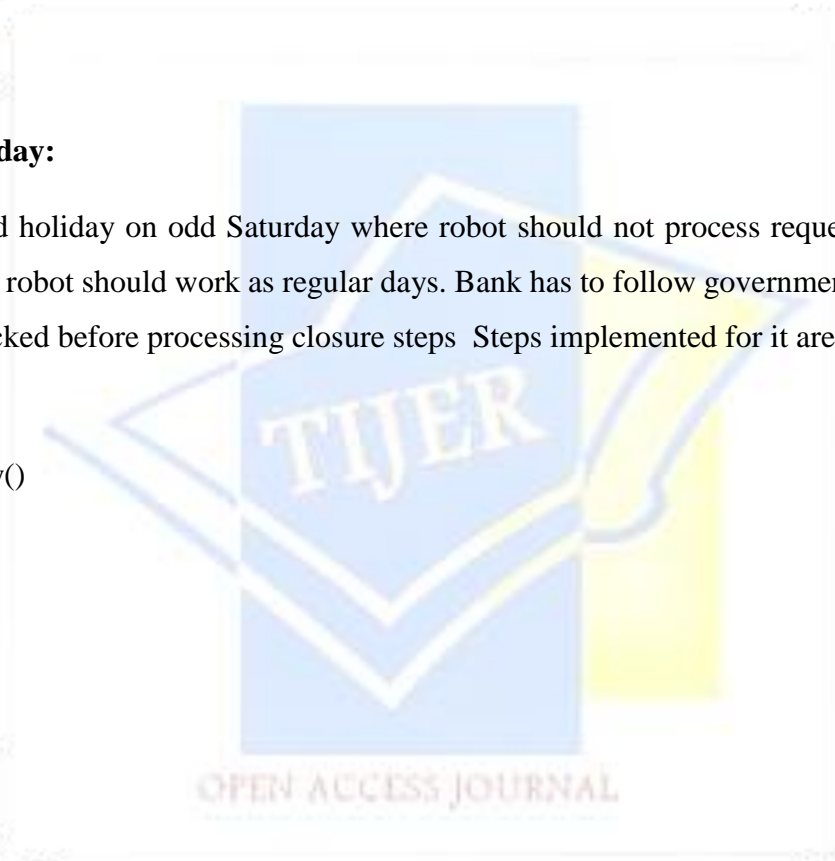 day:
d holiday on odd Saturday where robot should not process reque
robot should work as regular days. Bank has to follow governmen
cked before processing closure steps Steps implemented for it are
y()
TIJER
OPEN ACCESS JOURNAL